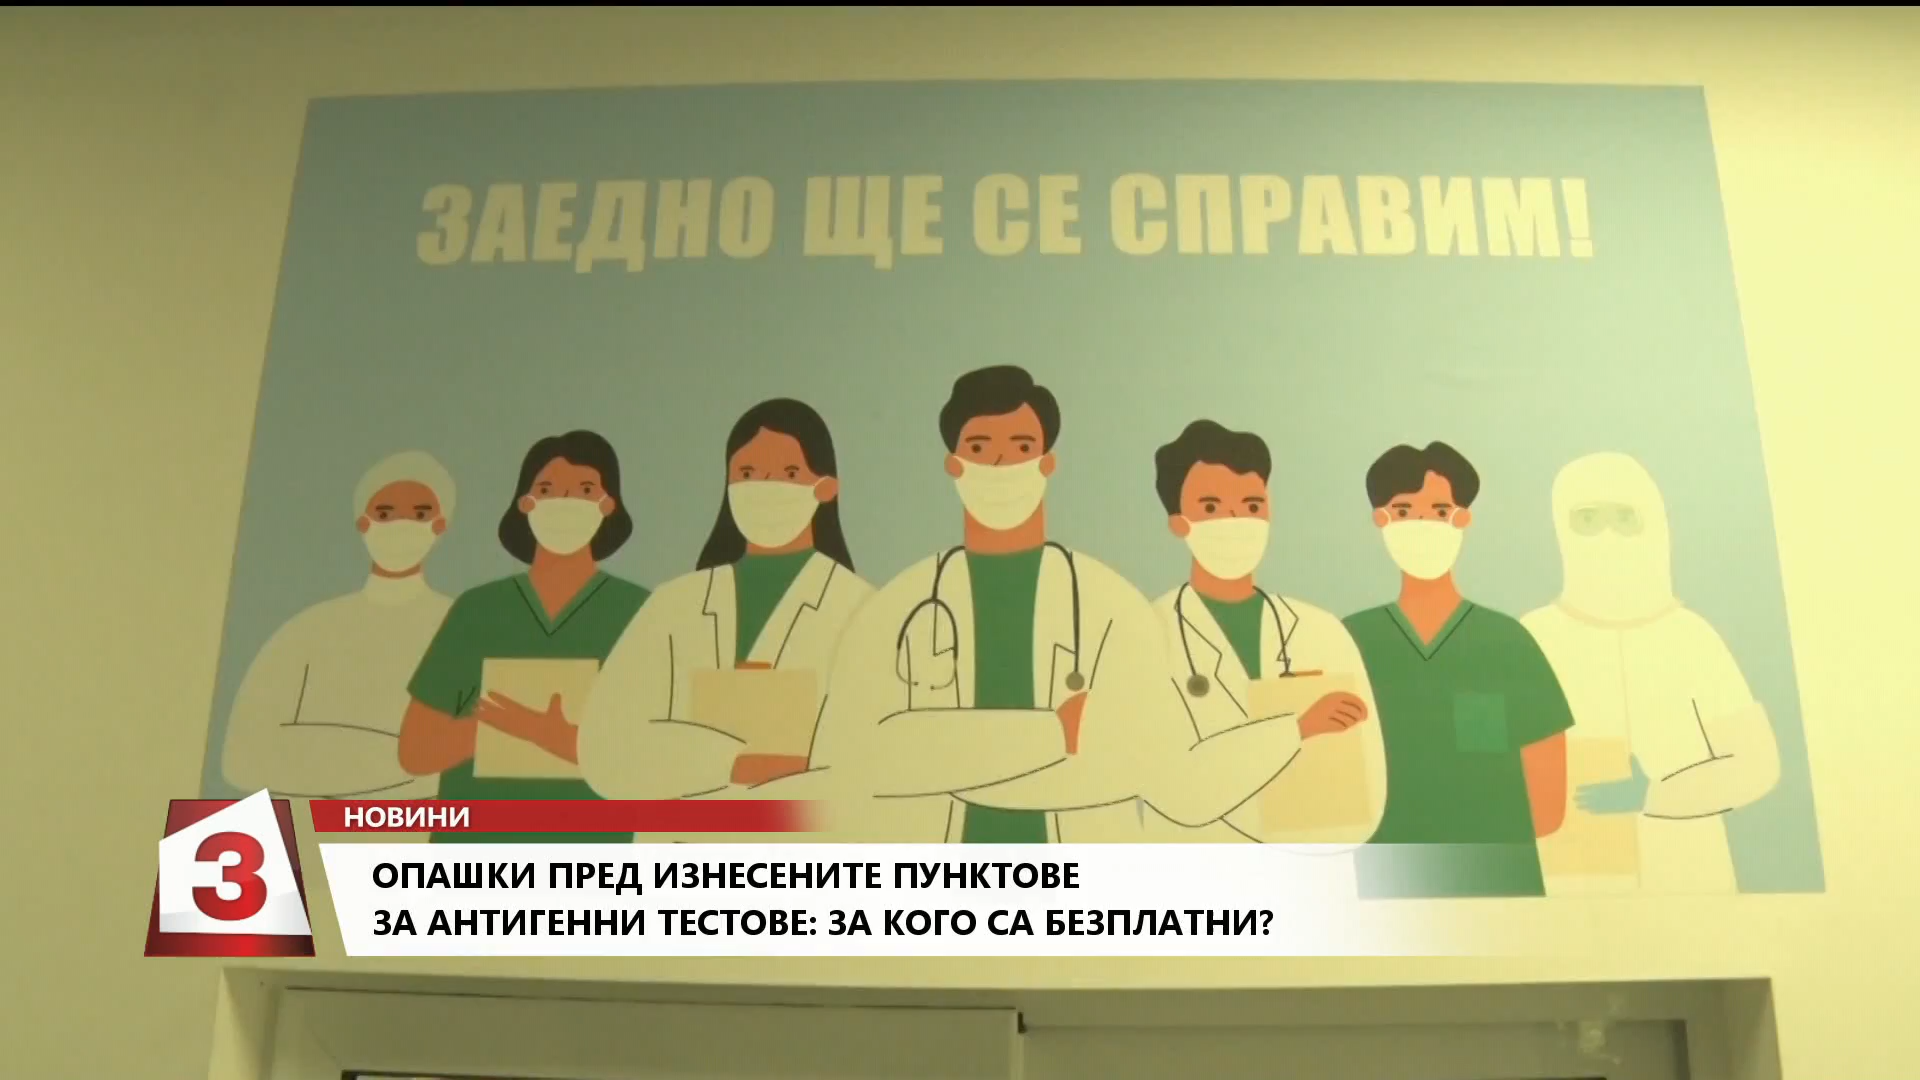 ЗАЕДНО ЩЕ СЕ СПРАВИМ!
3
НОВИНИ
ОПАШКИ ПРЕД ИЗНЕСЕНИТЕ ПУНКТОВЕ
ЗА АНТИГЕННИ ТЕСТОВЕ: ЗА КОГО СА БЕЗПЛАТНИ?